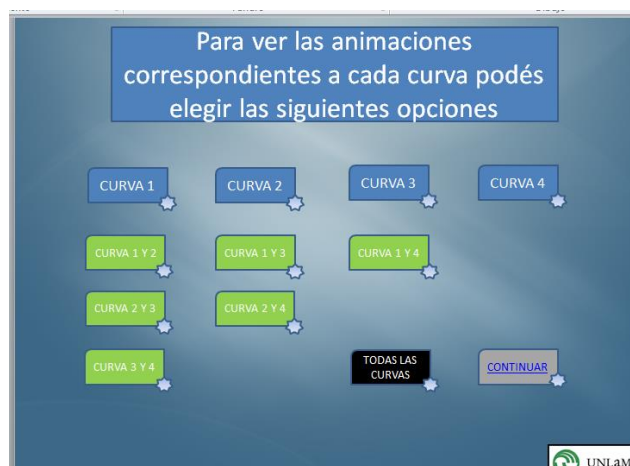 Para ver las animaciones
correspondientes a cada curva podés
elegir las siguientes opciones
CURVA 1
CURVA 2
CURVA 3
CURVA 4
CURVA 1 Y 2
CURVA 1 Y 3
CURVA 1 Y 4
CURVA 2 Y 3
CURVA 2 Y 4
CURVA 3 Y 4
TODAS LAS
CURVAS
CONTINUAR
UNLaM